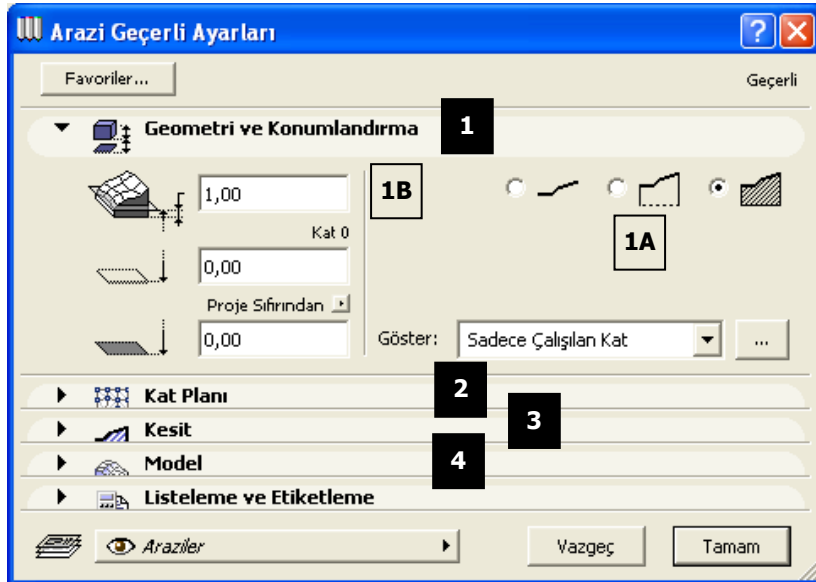 Arazi Geçerli Ayarları
Favoriler...
Geçerli
Geometri ve Konumlandırma
1
1,00
1B
1A
Kat 0
0,00
Proje Sıfırından
0,00
Göster:
Sadece Çalışılan Kat
...
Kat Planı
2
Kesit
3
Model
4
Listeleme ve Etiketleme
Araziler
Vazgeç
Tamam